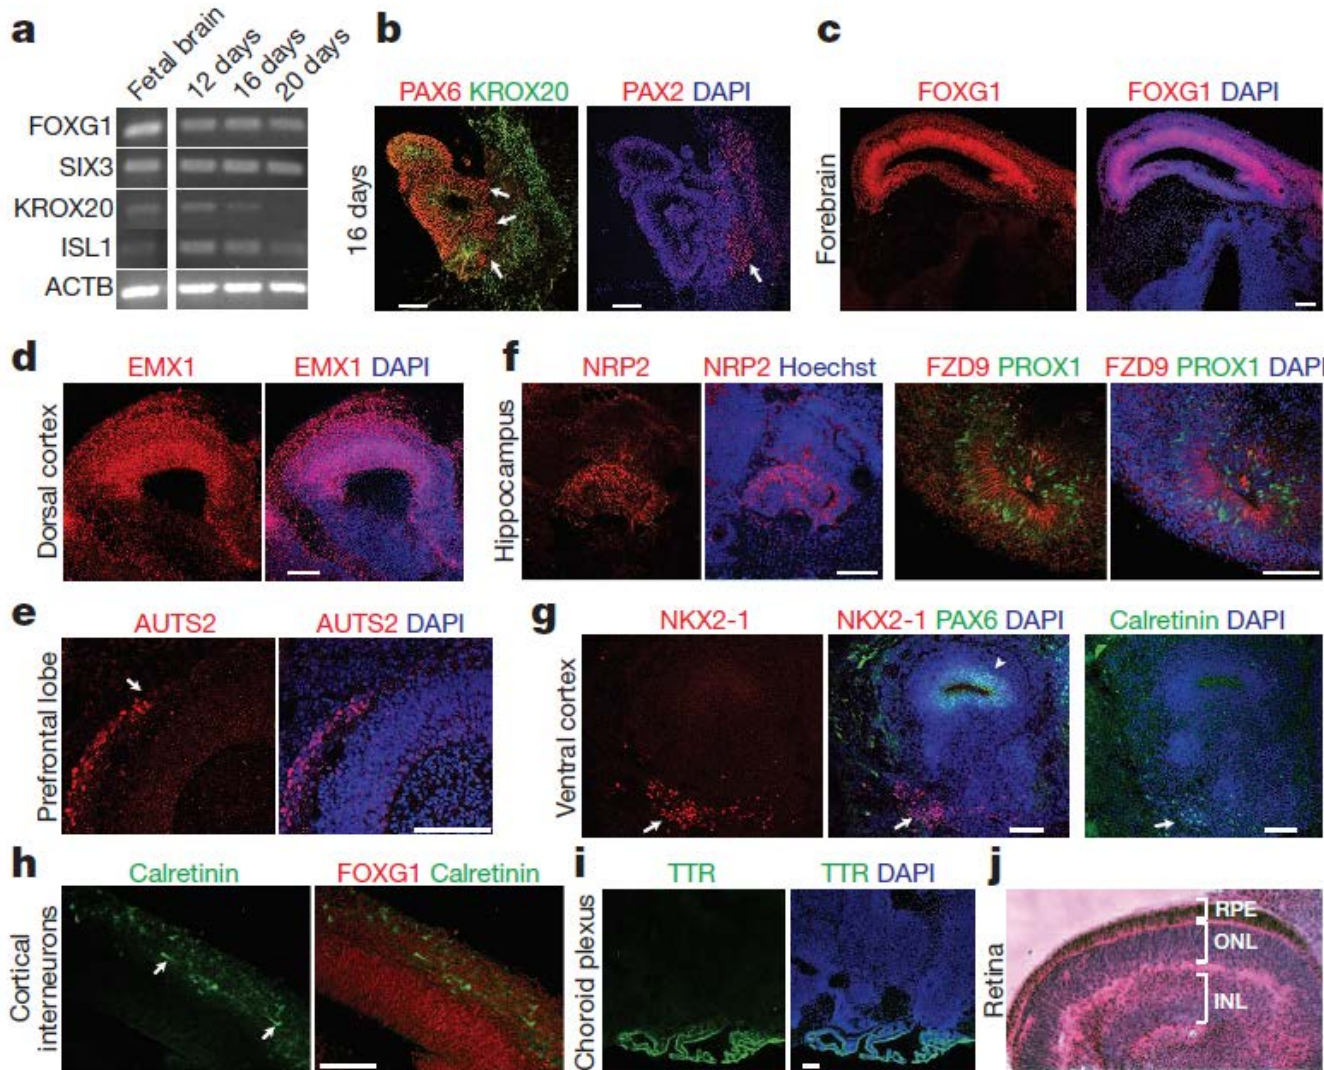 a
Fetal brain
12 days
16 days
20 days
FOXG1
SIX3
KROX20
ISL1
ACTB
b
PAX6 KROX20
PAX2 DAPI
16 days
c
FOXG1
FOXG1 DAPI
Forebrain
d
EMX1
EMX1 DAPI
Dorsal cortex
f
NRP2
NRP2 Hoechst
FZD9 PROX1
FZD9 PROX1 DAPI
Hippocampus
e
AUTS2
AUTS2 DAPI
Prefrontal lobe
g
NKX2-1
NKX2-1 PAX6 DAPI
Calretinin DAPI
Ventral cortex
h
Calretinin
FOXG1 Calretinin
Cortical
interneurons
i
TTR
TTR DAPI
Choroid plexus
j
RPE
ONL
INL
Retina